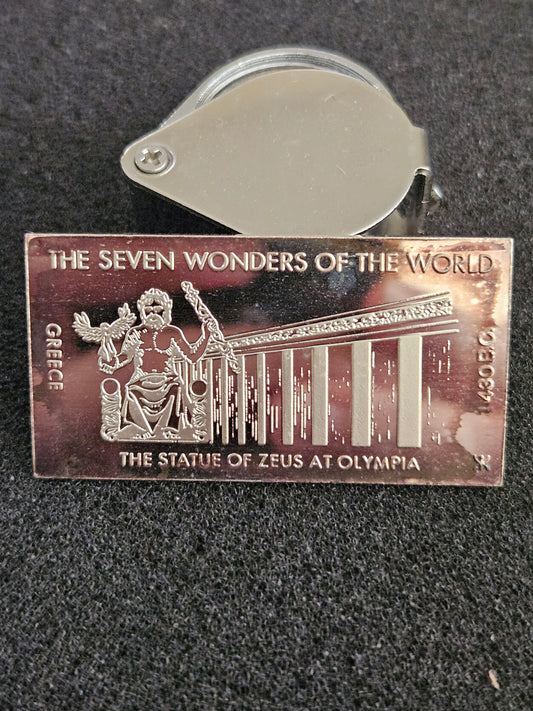 THE SEVEN WONDERS OF THE WORLD
GREECE
430 B.C.
THE STATUE OF ZEUS AT OLYMPIA